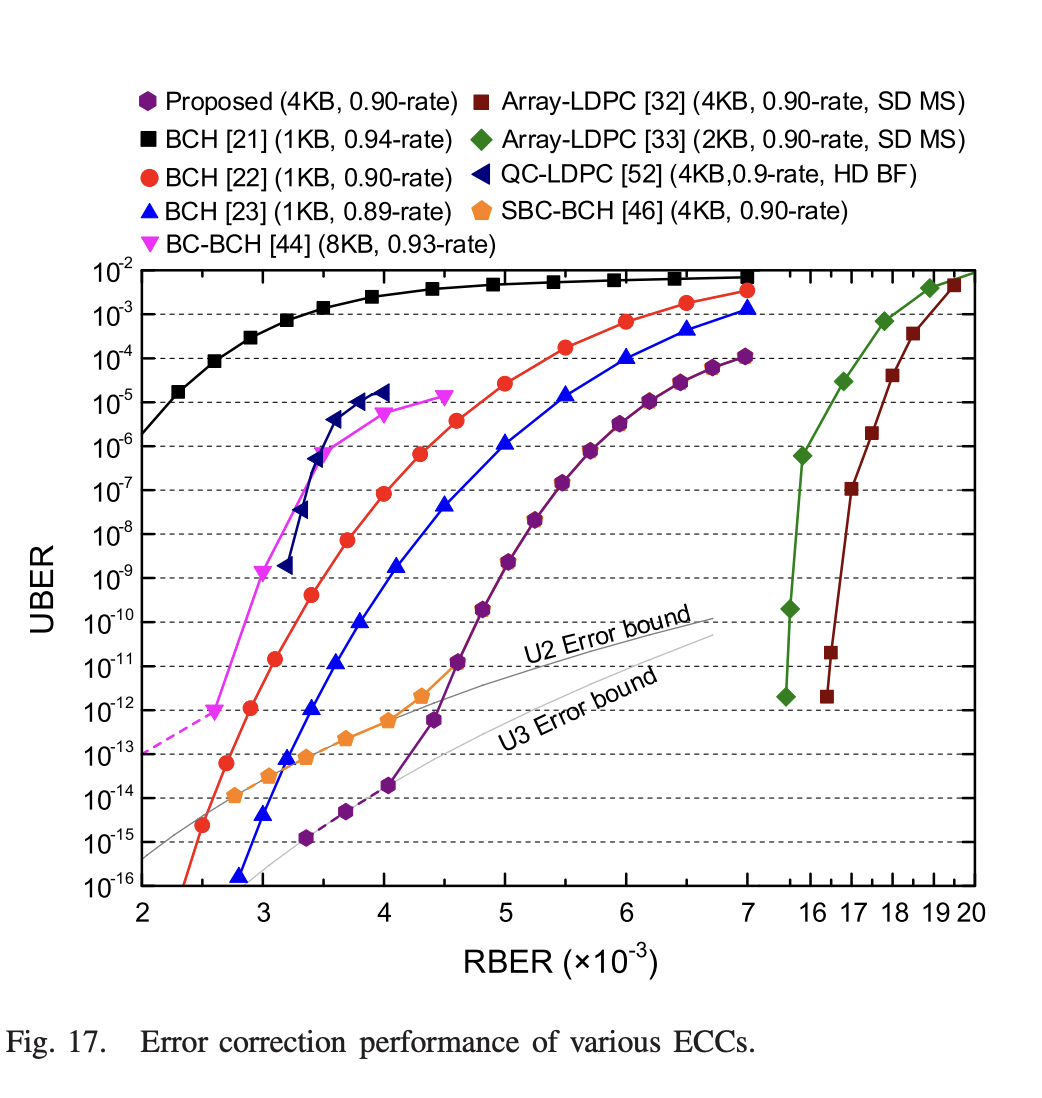 Proposed (4KB, 0.90-rate)
Array-LDPC [32] (4KB, 0.90-rate, SD MS)
BCH [21] (1KB, 0.94-rate)
Array-LDPC [33] (2KB, 0.90-rate, SD MS)
BCH [22] (1KB, 0.90-rate)
QC-LDPC [52] (4KB,0.9-rate, HD BF)
BCH [23] (1KB, 0.89-rate)
SBC-BCH [46] (4KB, 0.90-rate)
BC-BCH [44] (8KB, 0.93-rate)
10⁻²
10⁻³
10⁻⁴
10⁻⁵
10⁻⁶
10⁻⁷
10⁻⁸
10⁻⁹
10⁻¹⁰
10⁻¹¹
10⁻¹²
10⁻¹³
10⁻¹⁴
10⁻¹⁵
10⁻¹⁶
UBER
U2 Error bound
U3 Error bound
2 3 4 5 6 7 16 17 18 19 20
RBER (×10⁻³)
Fig. 17. Error correction performance of various ECCs.